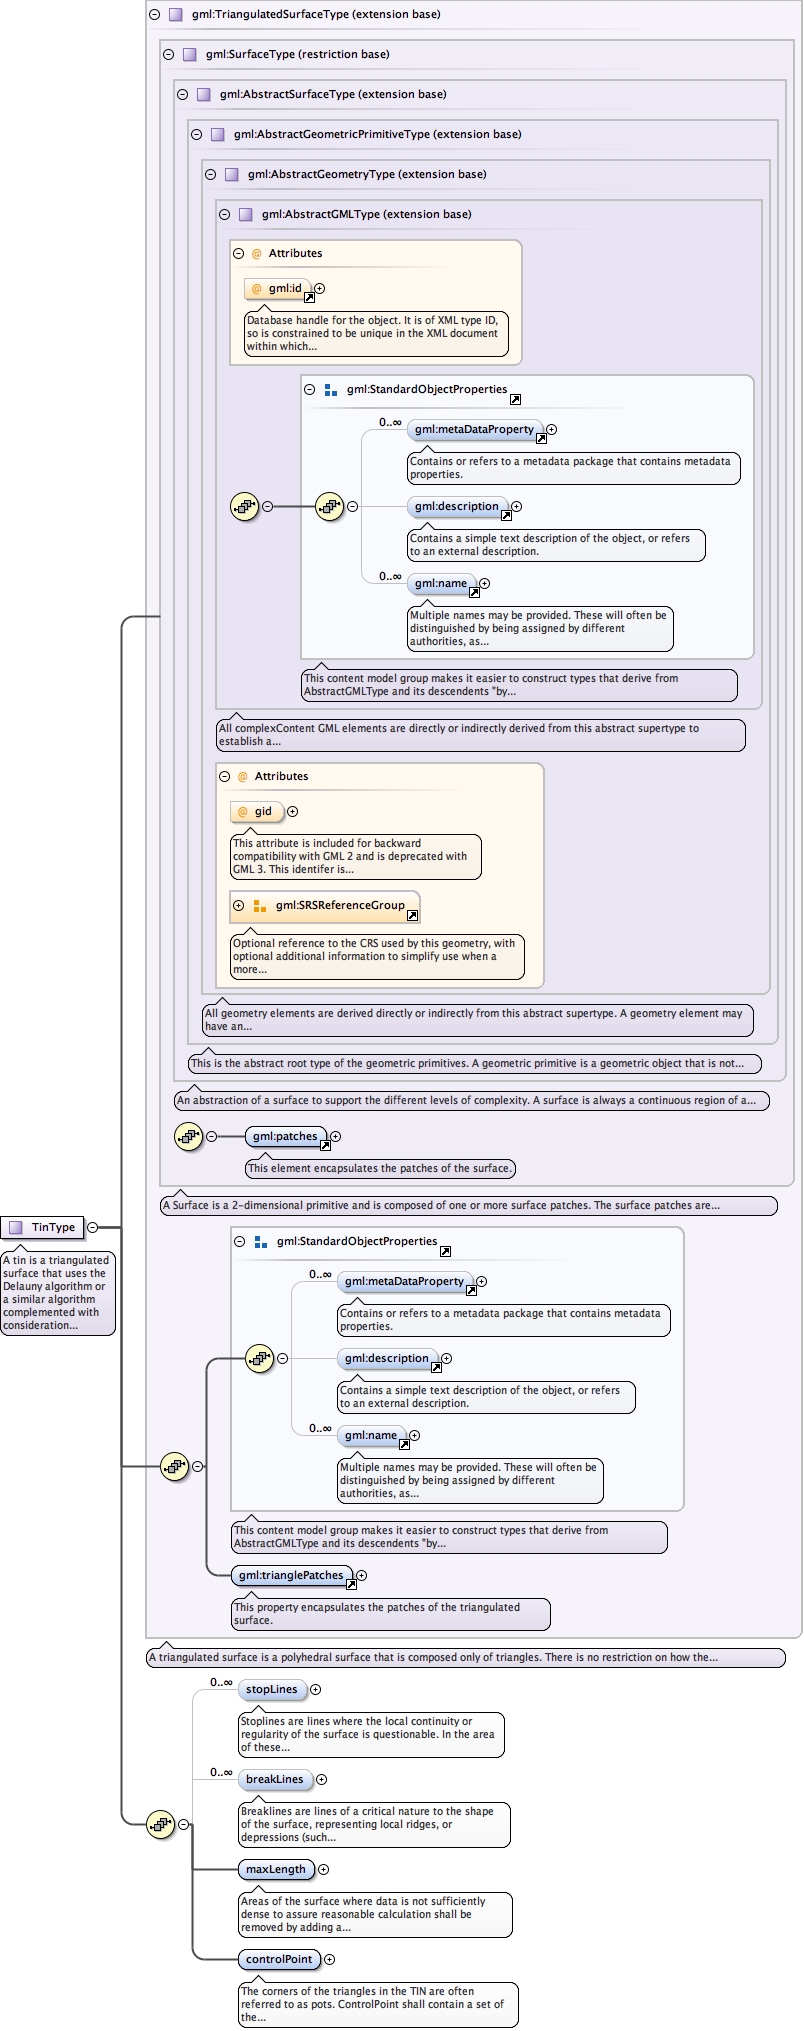 gml:TriangulatedSurfaceType (extension base)
gml:SurfaceType (restriction base)
gml:AbstractSurfaceType (extension base)
gml:AbstractGeometricPrimitiveType (extension base)
gml:AbstractGeometryType (extension base)
gml:AbstractGMLType (extension base)
@ Attributes
@ gml:id
Database handle for the object. It is of XML type ID,
so is constrained to be unique in the XML document
within which...
gml:StandardObjectProperties
0..∞
gml:metaDataProperty
Contains or refers to a metadata package that contains metadata
properties.
gml:description
Contains a simple text description of the object, or refers
to an external description.
0..∞
gml:name
Multiple names may be provided. These will often be
distinguished by being assigned by different
authorities, as...
This content model group makes it easier to construct types that derive from
AbstractGMLType and its descendents "by...
All complexContent GML elements are directly or indirectly derived from this abstract supertype to
establish a...
@ Attributes
@ gid
This attribute is included for backward
compatibility with GML 2 and is deprecated with
GML 3. This identifer is...
gml:SRSReferenceGroup
Optional reference to the CRS used by this geometry, with
optional additional information to simplify use when a
more...
All geometry elements are derived directly or indirectly from this abstract supertype. A geometry element may
have an...
This is the abstract root type of the geometric primitives. A geometric primitive is a geometric object that is not...
An abstraction of a surface to support the different levels of complexity. A surface is always a continuous region of a...
gml:patches
This element encapsulates the patches of the surface.
A Surface is a 2-dimensional primitive and is composed of one or more surface patches. The surface patches are...
TinType
A tin is a triangulated
surface that uses the
Delauny algorithm or
a similar algorithm
complemented with
consideration...
gml:StandardObjectProperties
0..∞
gml:metaDataProperty
Contains or refers to a metadata package that contains metadata
properties.
gml:description
Contains a simple text description of the object, or refers
to an external description.
0..∞
gml:name
Multiple names may be provided. These will often be
distinguished by being assigned by different
authorities, as...
This content model group makes it easier to construct types that derive from
AbstractGMLType and its descendents "by...
gml:trianglePatches
This property encapsulates the patches of the triangulated
surface.
A triangulated surface is a polyhedral surface that is composed only of triangles. There is no restriction on how the...
0..∞
stopLines
Stoplines are lines where the local continuity or
regularity of the surface is questionable. In the area
of these...
0..∞
breakLines
Breaklines are lines of a critical nature to the shape
of the surface, representing local ridges, or
depressions (such...
maxLength
Areas of the surface where data is not sufficiently
dense to assure reasonable calculation shall be
removed by adding a...
controlPoint
The corners of the triangles in the TIN are often
referred to as pots. ControlPoint shall contain a set of
the...